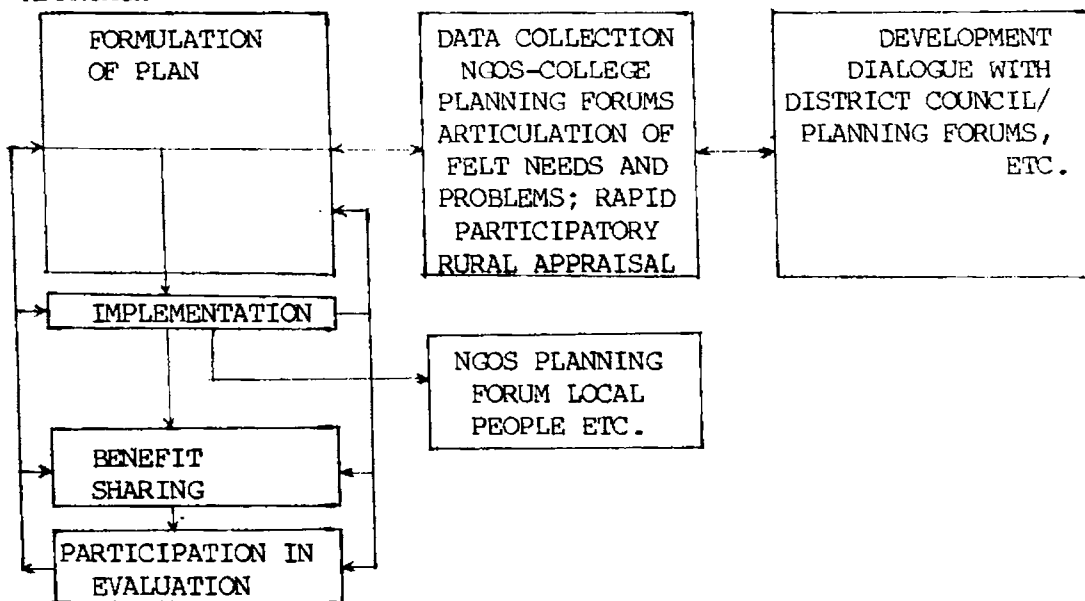 FORMULATION
OF PLAN
DATA COLLECTION
NGOS-COLLEGE
PLANNING FORUMS
ARTICULATION OF
FELT NEEDS AND
PROBLEMS; RAPID
PARTICIPATORY
RURAL APPRAISAL
DEVELOPMENT
DIALOGUE WITH
DISTRICT COUNCIL/
PLANNING FORUMS,
ETC.
IMPLEMENTATION
NGOS PLANNING
FORUM LOCAL
PEOPLE ETC.
BENEFIT
SHARING
PARTICIPATION IN
EVALUATION